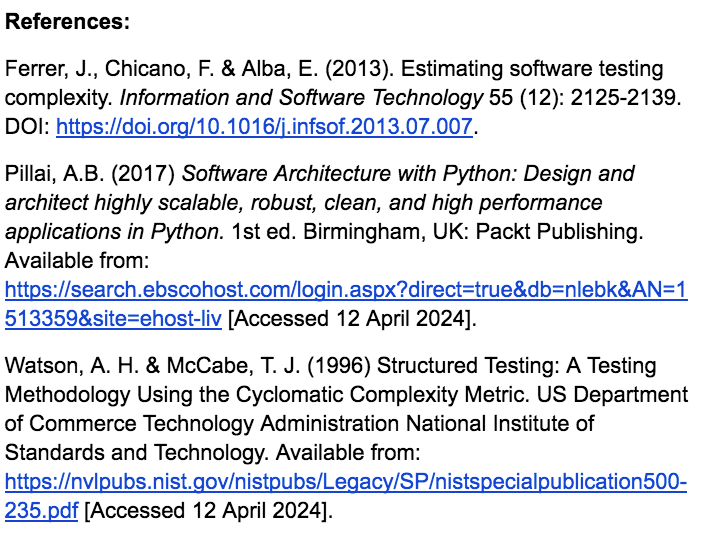 References:
Ferrer, J., Chicano, F. & Alba, E. (2013). Estimating software testing
complexity. Information and Software Technology 55 (12): 2125-2139.
DOI: https://doi.org/10.1016/j.infsof.2013.07.007.
Pillai, A.B. (2017) Software Architecture with Python: Design and
architect highly scalable, robust, clean, and high performance
applications in Python. 1st ed. Birmingham, UK: Packt Publishing.
Available from:
https://search.ebscohost.com/login.aspx?direct=true&db=nlebk&AN=1
513359&site=ehost-liv [Accessed 12 April 2024].
Watson, A. H. & McCabe, T. J. (1996) Structured Testing: A Testing
Methodology Using the Cyclomatic Complexity Metric. US Department
of Commerce Technology Administration National Institute of
Standards and Technology. Available from:
https://nvlpubs.nist.gov/nistpubs/Legacy/SP/nistspecialpublication500-
235.pdf [Accessed 12 April 2024].